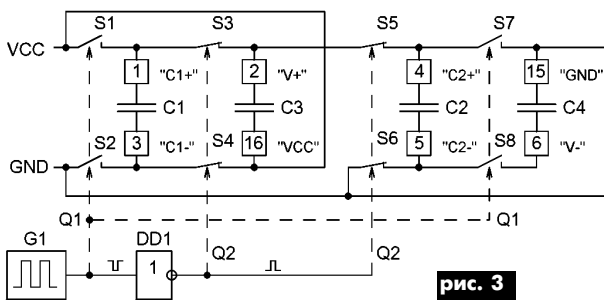 S1 S3 S5 S7
VCC
1 "C1+" 2 "V+" 4 "C2+" 15 "GND"
C1 C3 C2 C4
S2 S4 S6 S8
3 "C1-" 16 "VCC" 5 "C2-" 6 "V-"
GND
Q1 Q1
G1 DD1 Q2 Q2
1
рис. 3